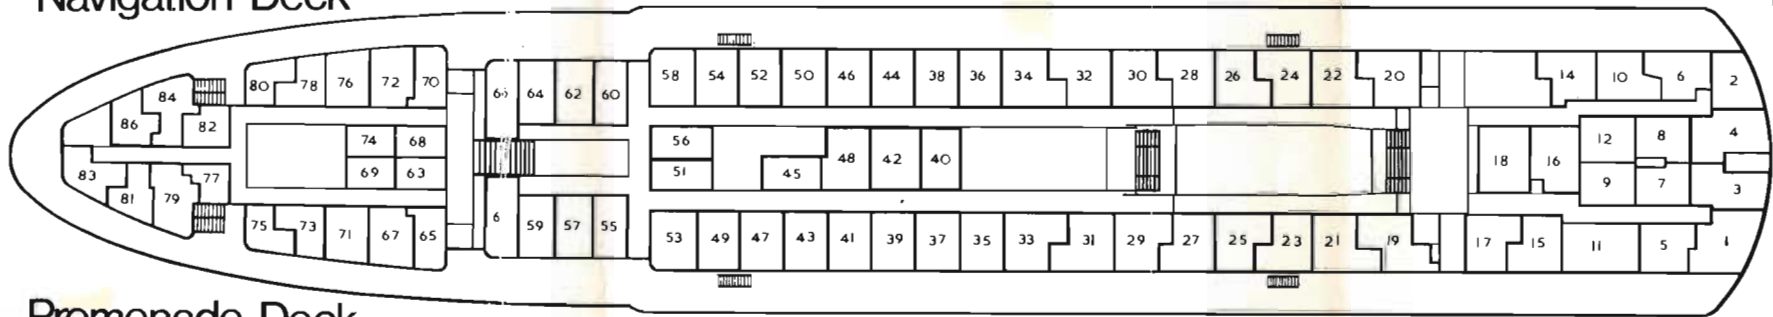 Navigation Deck
80 78 76 72 70 64 62 60 58 54 52 50 46 44 38 36 34 32 30 28 26 24 22 20 14 10 6 2
84 86 82 74 68 56 48 42 40 12 8 4
83 81 79 77 69 63 51 45 18 16 9 7 3
75 73 71 67 65 6 59 57 55 53 49 47 43 41 39 37 35 33 31 29 27 25 23 21 19 17 15 11 5 1
Promenade Deck